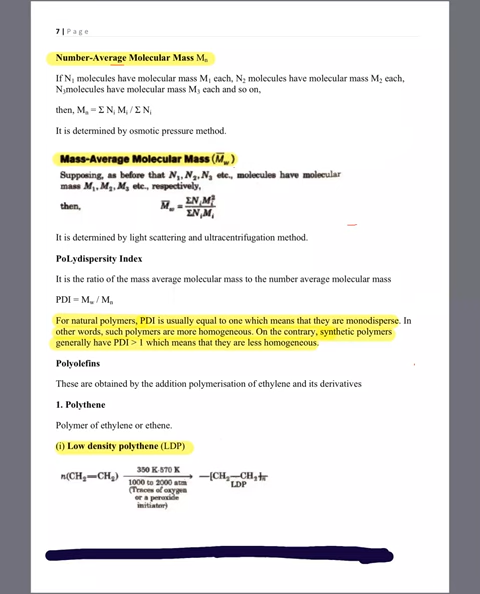 7 | P a g e
Number-Average Molecular Mass Mn
If N1 molecules have molecular mass M1 each, N2 molecules have molecular mass M2 each,
N3molecules have molecular mass M3 each and so on,
then, Mn = Σ Ni Mi / Σ Ni
It is determined by osmotic pressure method.
Mass-Average Molecular Mass (M̅w)
Supposing, as before that N1, N2, N3 etc., molecules have molecular
mass M1, M2, M3 etc., respectively,
then, M̅w = ΣNiMi² / ΣNiMi
It is determined by light scattering and ultracentrifugation method.
PoLydispersity Index
It is the ratio of the mass average molecular mass to the number average molecular mass
PDI = Mw / Mn
For natural polymers, PDI is usually equal to one which means that they are monodisperse. In
other words, such polymers are more homogeneous. On the contrary, synthetic polymers
generally have PDI > 1 which means that they are less homogeneous.
Polyolefins
These are obtained by the addition polymerisation of ethylene and its derivatives
1. Polythene
Polymer of ethylene or ethene.
(i) Low density polythene (LDP)
350 K-570 K
n(CH2=CH2) → —[CH2—CH2]n
1000 to 2000 atm LDP
(Traces of oxygen
or a peroxide
initiator)